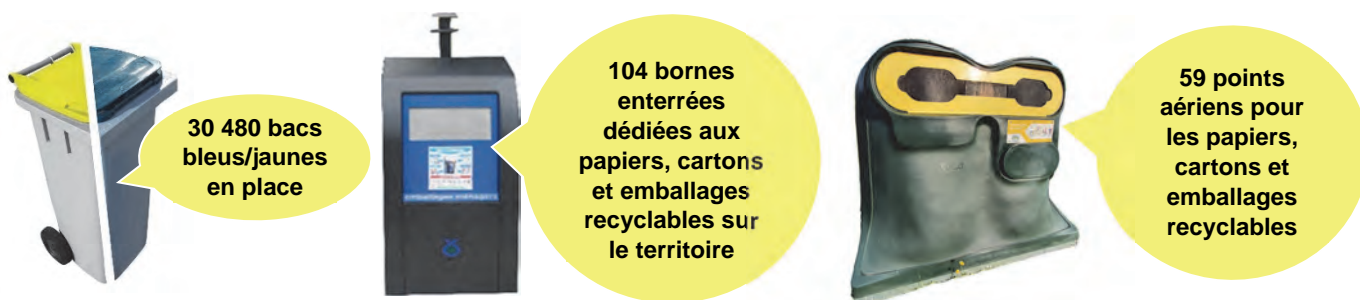 30 480 bacs
bleus/jaunes
en place
104 bornes
enterrées
dédiées aux
papiers, cartons
et emballages
recyclables sur
le territoire
59 points
aériens pour
les papiers,
cartons et
emballages
recyclables